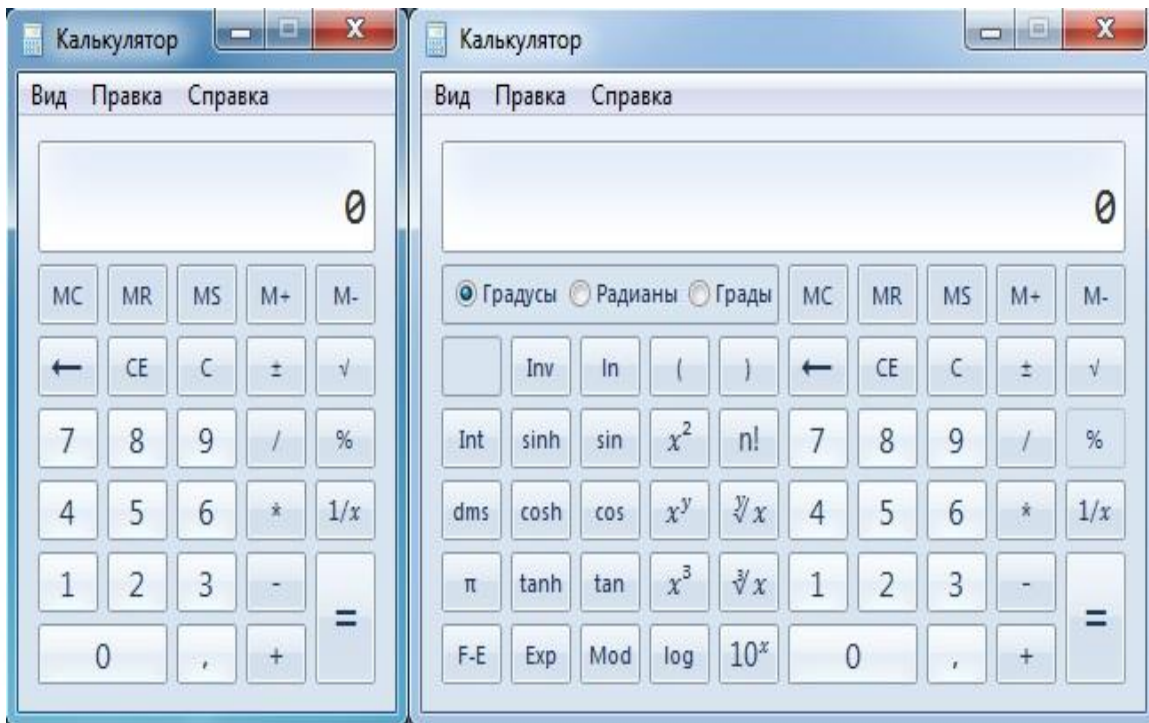 Калькулятор
Вид Правка Справка
0
MC MR MS M+ M-
← CE C ± √
7 8 9 / %
4 5 6 * 1/x
1 2 3 - =
0 , +
Калькулятор
Вид Правка Справка
0
Градусы Радианы Грады MC MR MS M+ M-
Inv ln ( ) ← CE C ± √
Int sinh sin x² n! 7 8 9 / %
dms cosh cos xʸ ʸ√x 4 5 6 * 1/x
π tanh tan x³ ³√x 1 2 3 - =
F-E Exp Mod log 10ˣ 0 , +